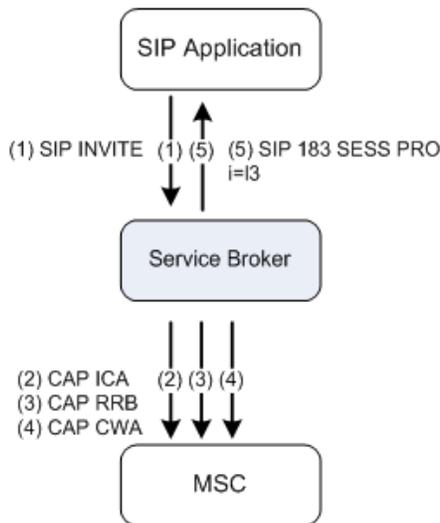 SIP Application
(1) SIP INVITE (1) (5) (5) SIP 183 SESS PRO
i=I3
Service Broker
(2) CAP ICA (2) (3) (4)
(3) CAP RRB
(4) CAP CWA
MSC